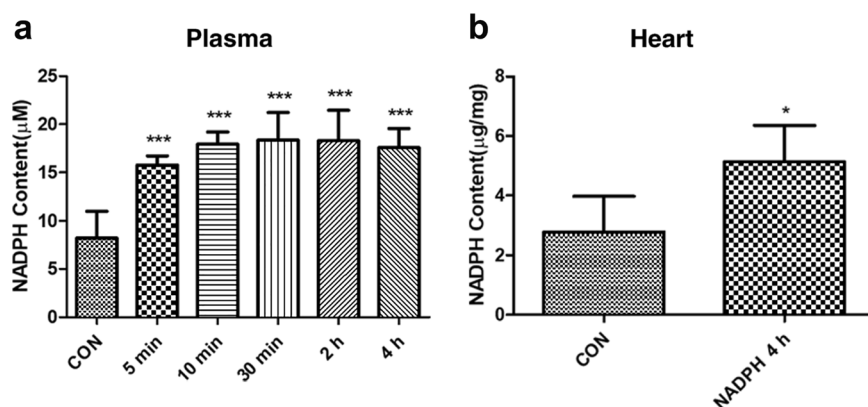 a
Plasma
NADPH Content(μM)
25
20
15
10
5
0
***
***
***
***
***
CON
5 min
10 min
30 min
2 h
4 h
b
Heart
NADPH Content(μg/mg)
8
6
4
2
0
*
CON
NADPH 4 h